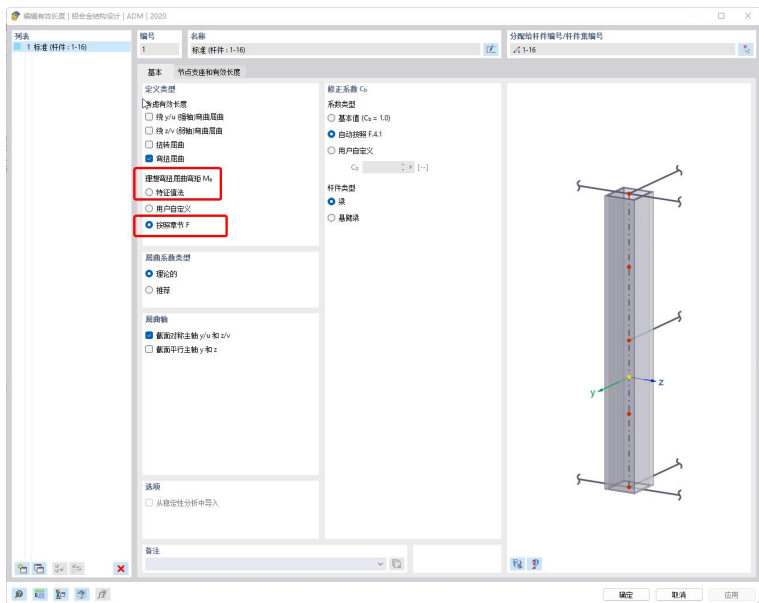 编辑有效长度 | 铝合金结构设计 | ADM | 2020
列表
1 标准 (杆件 : 1-16)
编号
1
名称
标准 (杆件 : 1-16)
分配给杆件编号/杆件集编号
1-16
基本
节点支座和有效长度
定义类型
考虑有效长度
绕 y/u (强轴)弯曲屈曲
绕 z/v (弱轴)弯曲屈曲
扭转屈曲
弯扭屈曲
理想弯扭屈曲弯矩 Me
特征值法
用户自定义
按照章节 F
屈曲系数类型
理论的
推荐
屈曲轴
截面对称主轴 y/u 和 z/v
截面平行主轴 y 和 z
选项
从稳定性分析中导入
备注
修正系数 Cb
系数类型
基本值 (Cb = 1.0)
自动按照 F.4.1
用户自定义
Cb
[--]
杆件类型
梁
悬臂梁
y
z
确定
取消
应用